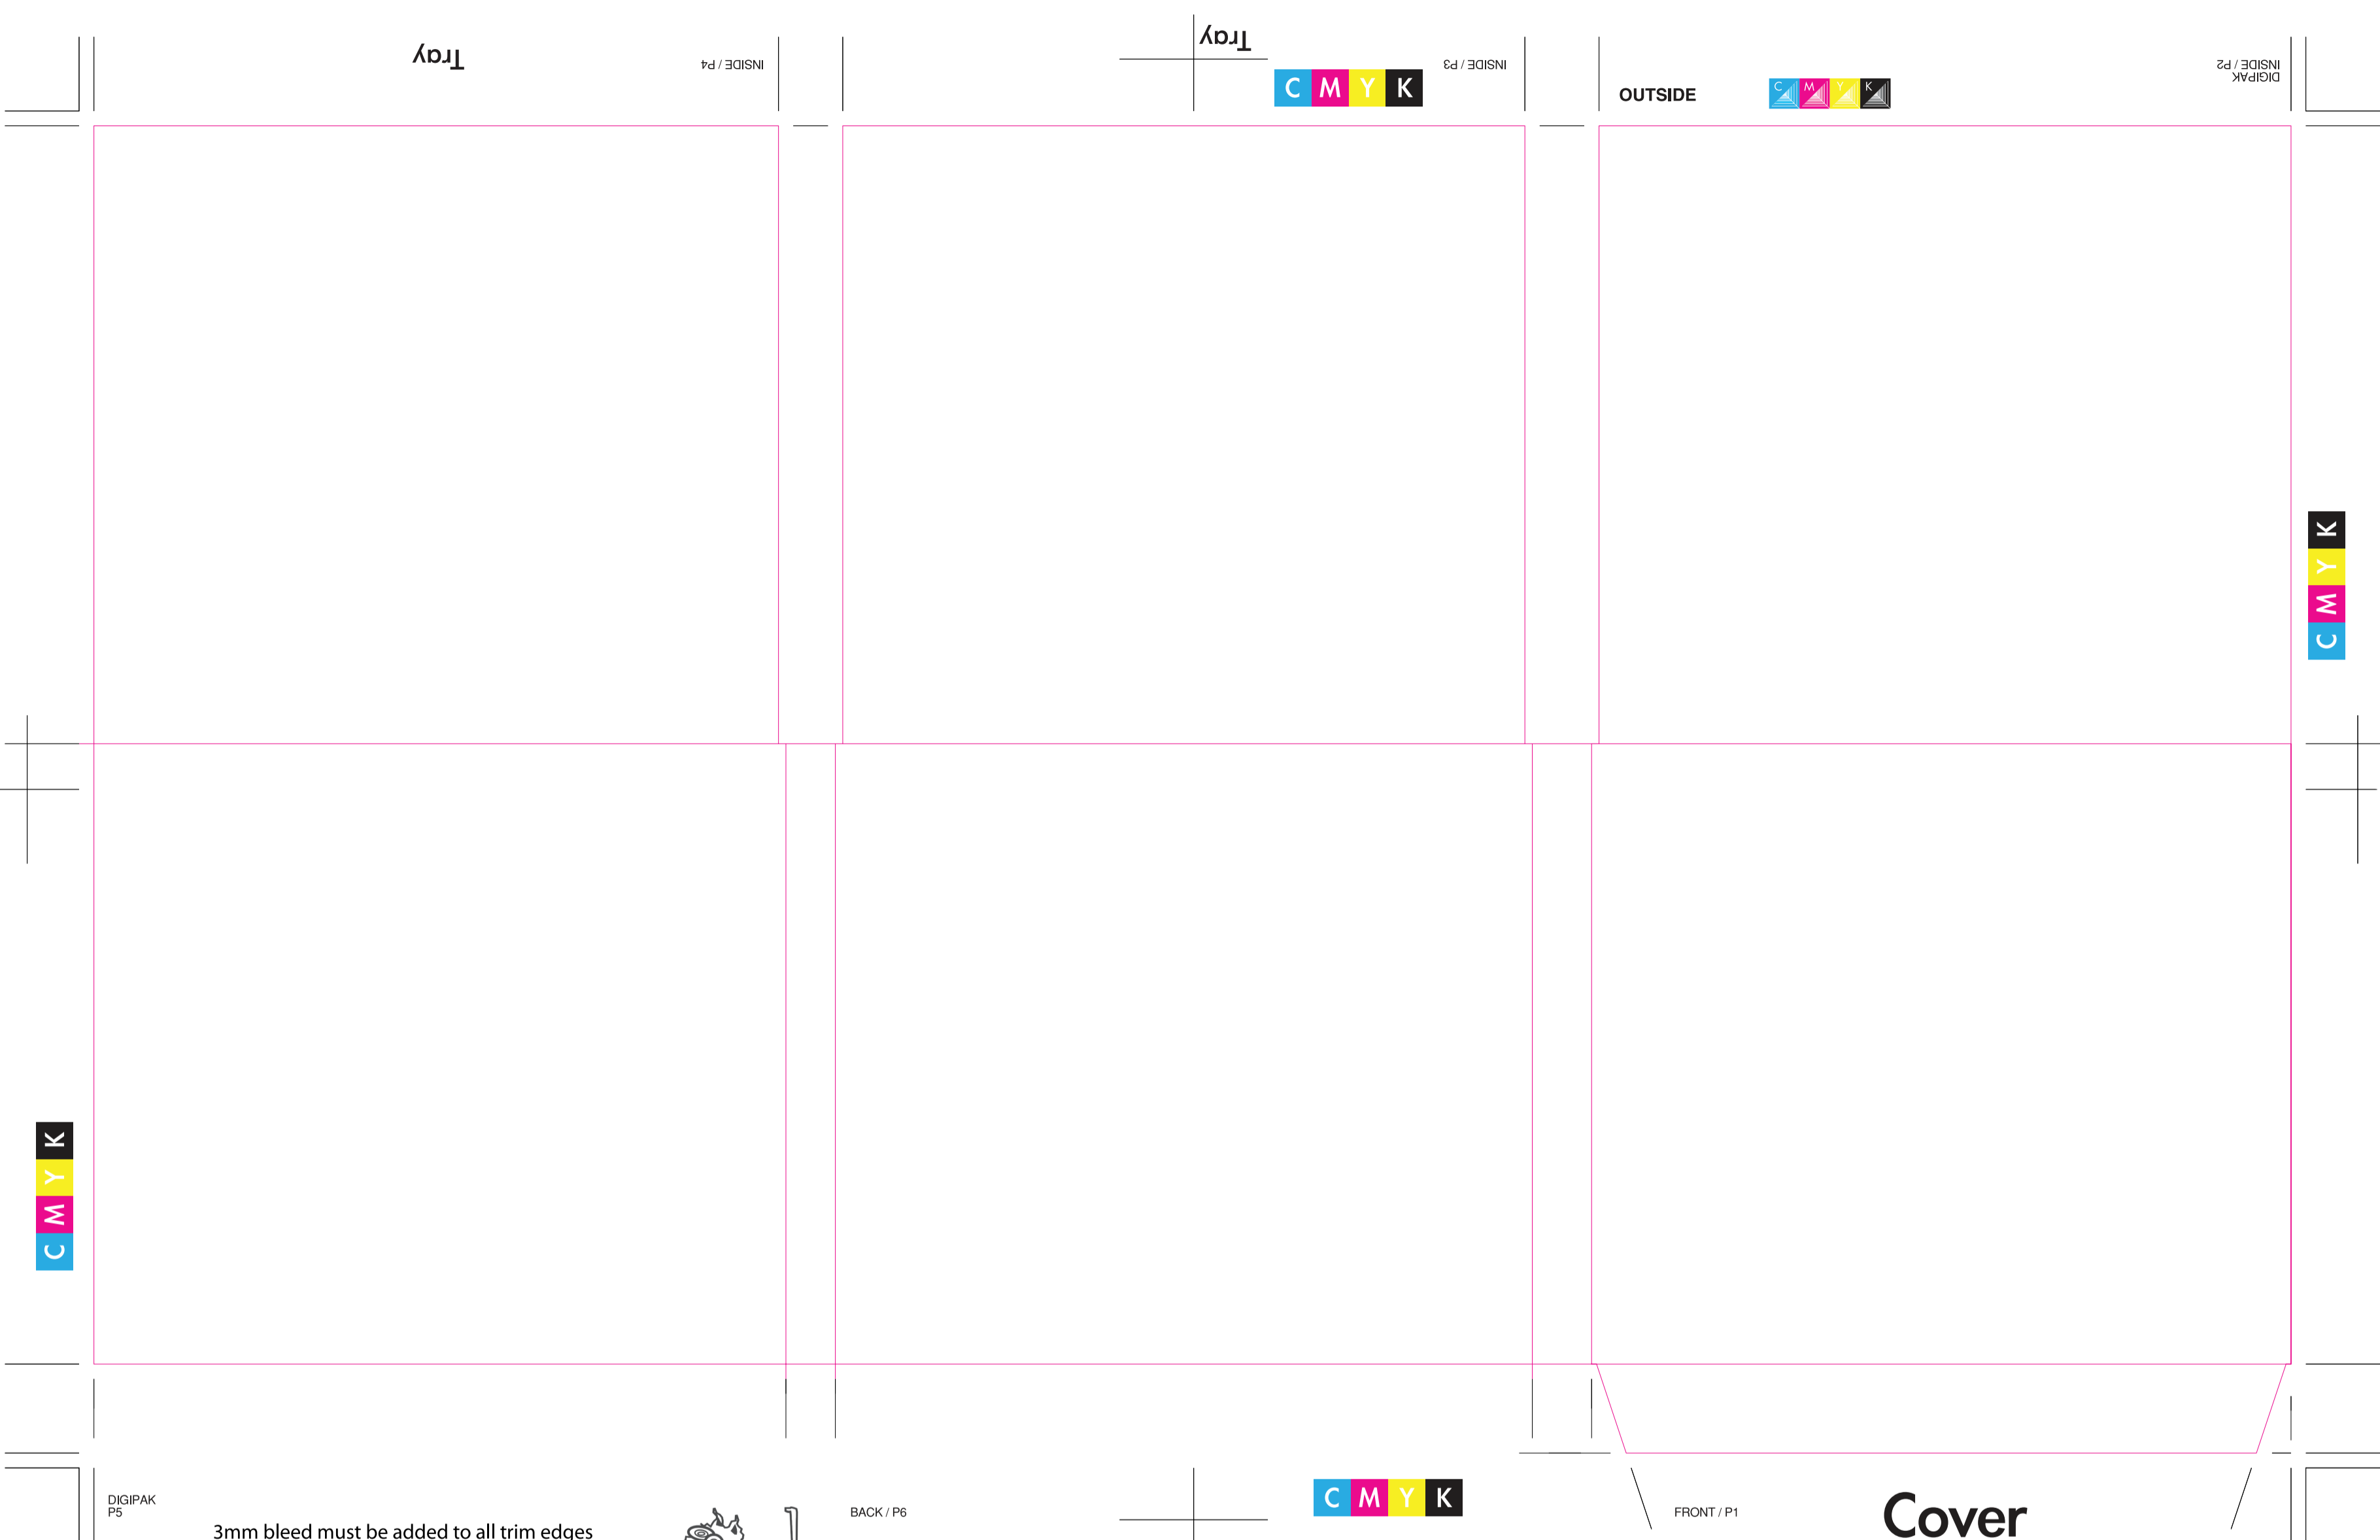 Tray
INSIDE / P4
Tray
C M Y K
INSIDE / P3
OUTSIDE
C M Y K
DIGIPAK
INSIDE / P2
C M Y K
C M Y K
DIGIPAK
P5
3mm bleed must be added to all trim edges
BACK / P6
C M Y K
FRONT / P1
Cover